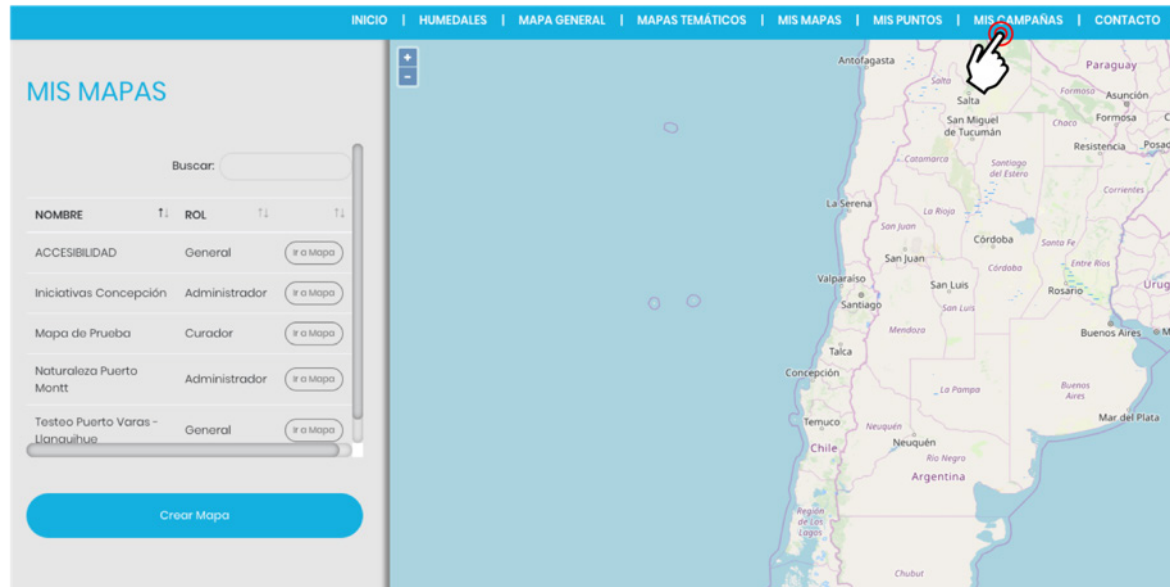 INICIO | HUMEDALES | MAPA GENERAL | MAPAS TEMÁTICOS | MIS MAPAS | MIS PUNTOS | MIS CAMPAÑAS | CONTACTO
MIS MAPAS
Buscar:
NOMBRE ROL
ACCESIBILIDAD General Ir a Mapa
Iniciativas Concepción Administrador Ir a Mapa
Mapa de Prueba Curador Ir a Mapa
Naturaleza Puerto
Montt Administrador Ir a Mapa
Testeo Puerto Varas -
Llanquihue General Ir a Mapa
Crear Mapa
+
-
Antofagasta
Paraguay
Salta
Formosa
Asunción
Salta
San Miguel
de Tucumán
Chaco
Formosa
Resistencia
Posad
Catamarca
Santiago
del Estero
Corrientes
La Serena
La Rioja
San Juan
Córdoba
Santa Fe
San Juan
Córdoba
Entre Ríos
Valparaíso
San Luis
Rosario
Urug
Santiago
San Luis
Mendoza
Buenos Aires
M
Talca
Concepción
La Pampa
Buenos
Aires
Temuco
Neuquén
Mar del Plata
Chile
Neuquén
Río Negro
Argentina
Región
de Los
Lagos
Chubut